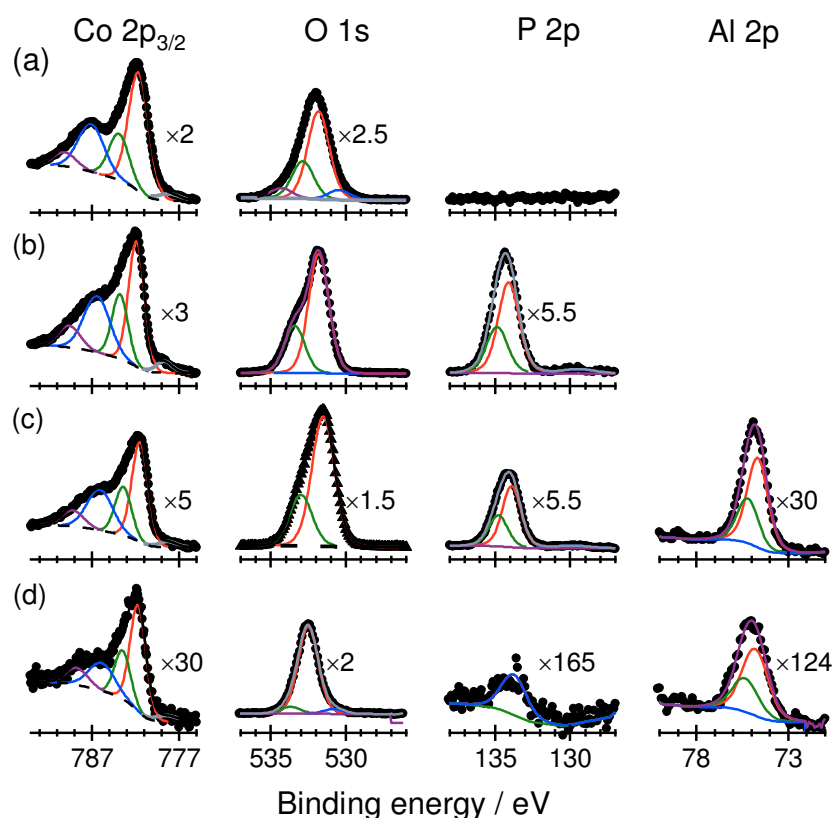 Co 2p3/2 O 1s P 2p Al 2p
(a)
×2 ×2.5
(b)
×3 ×5.5
(c)
×5 ×1.5 ×5.5 ×30
(d)
×30 ×2 ×165 ×124
787 777 535 530 135 130 78 73
Binding energy / eV